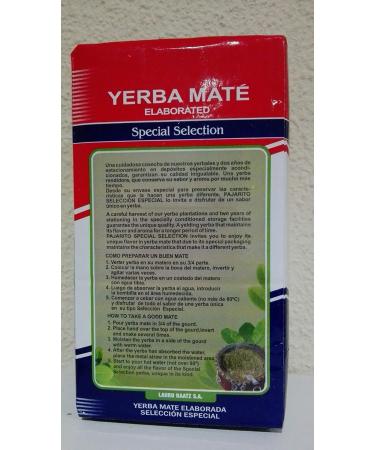 YERBA MATÉ
ELABORATED
Special Selection
Una cuidadosa cosecha de nuestros yerbales y dos años de
estacionamiento en depósitos especialmente acondi-
cionados, garantizan su calidad inigualable. Una yerba
rendidora, que conserva su sabor y aroma por mucho más
tiempo.
Desde su envase especial para preservar las caracte-
rísticas que la hacen una yerba diferente, PAJARITO
SELECCIÓN ESPECIAL lo invita a disfrutar de un sabor
único en yerba.
A careful harvest of our yerba plantations and two years of
stationing in the specially conditioned storage facilities
guarantee the unique quality. A yelding yerba that maintains
its flavor and aroma for a longer period of time.
PAJARITO SPECIAL SELECTION invites you to enjoy its
unique flavor in yerba mate that due to its special packaging
maintains the characteristica that make it a different yerba.
COMO PREPARAR UN BUEN MATE
1. Verter yerba en su matero en su 3/4 parte.
2. Colocar la mano sobre la boca del matero, invertir y
agitar varias veces.
3. Humedecer la yerba en un costado del matero
con agua tibia.
4. Luego de absorber la yerba el agua, introducir
la bombilla en el área humedecida.
5. Comenzar a cebar con agua caliente (no más de 80ºC)
y disfrutar de todo el sabor de una yerba única
en su tipo Selección Especial.
HOW TO TAKE A GOOD MATE
1. Pour yerba mate in 3/4 of the gourd.
2. Place hand over the top of the gourd, invert
and snake several times.
3. Moisten the yerba in a side of the gourd
with warm water.
4. After the yerba has absorbed the water,
place the metal straw in the moistened area
5. Start to your hot water (not over 80º)
and enjoy all the flavor of the Special
Selection yerba, unique in its kind.
LAURO RAATZ S.A.
YERBA MATE ELABORADA
SELECCIÓN ESPECIAL